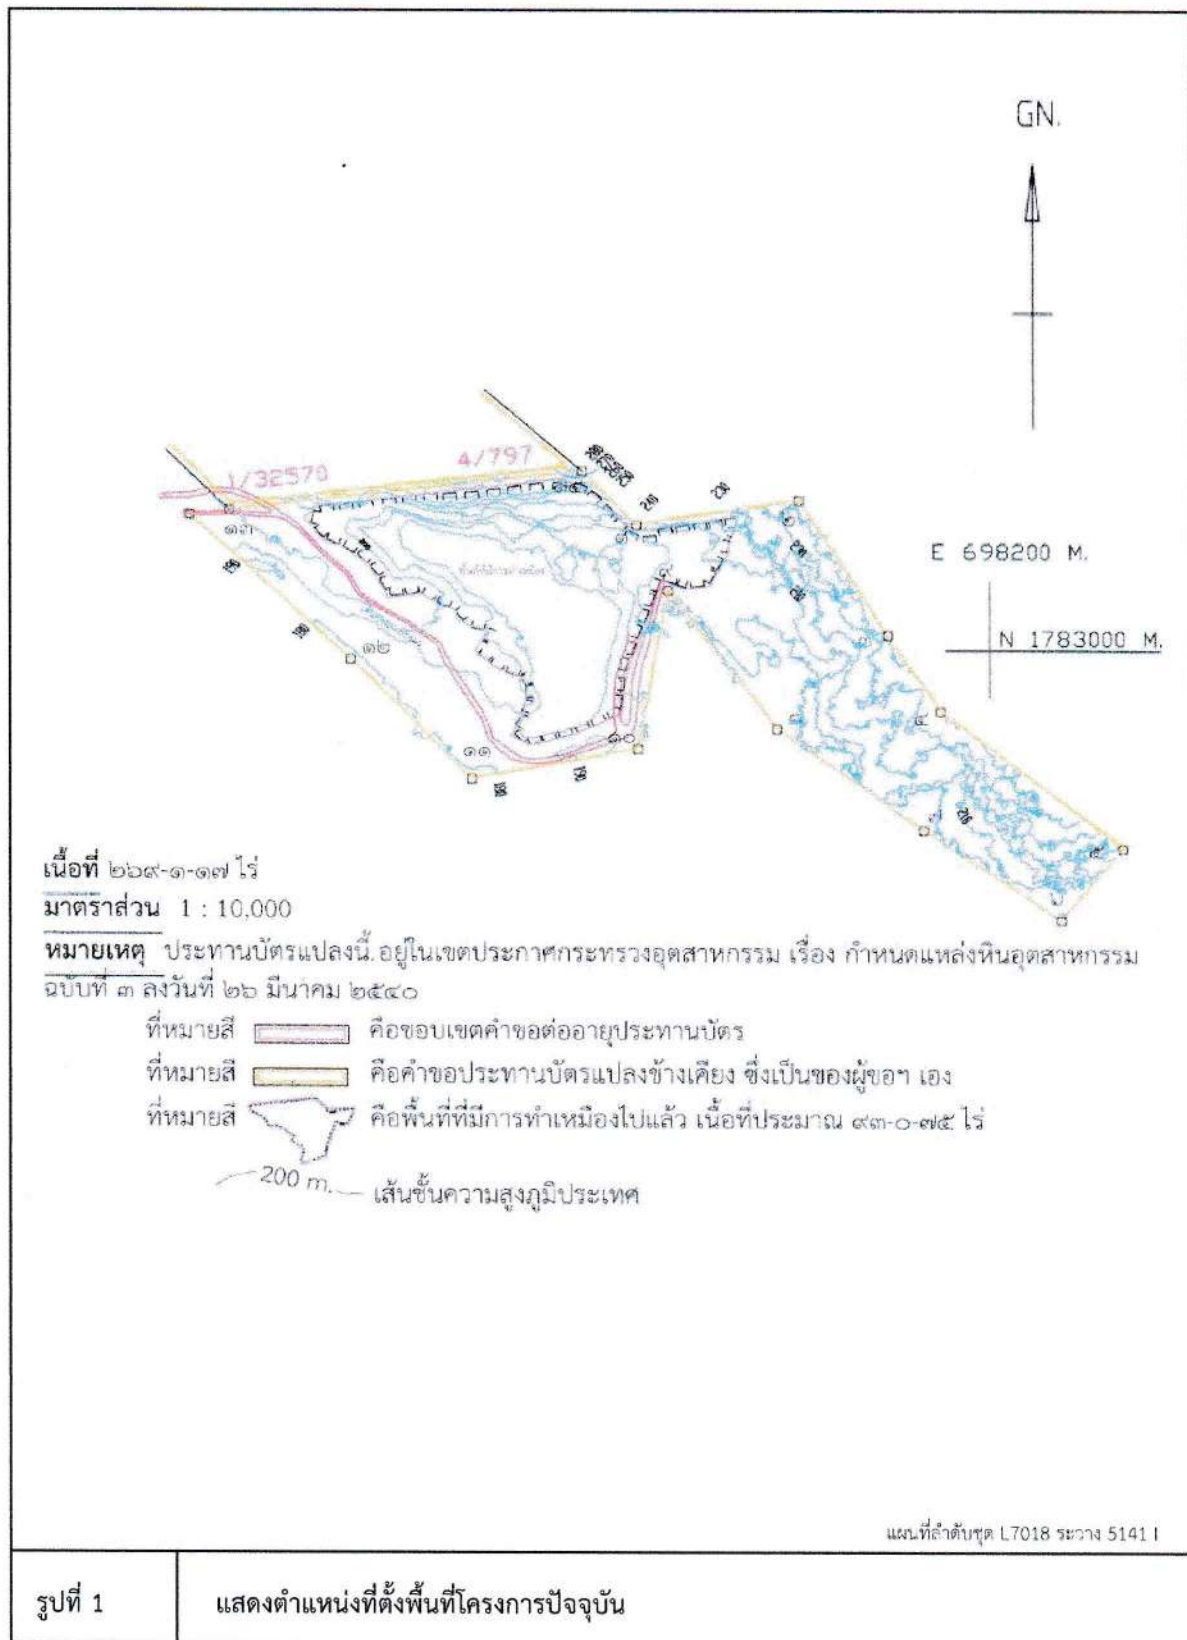 GN.
4/797
1/32570
240
230
E 698200 M.
N 1783000 M.
๑๓
๑๒
๑๑
๑๐
๔
๕
เนื้อที่ ๒๖๙-๑-๑๗ ไร่
มาตราส่วน 1 : 10,000
หมายเหตุ ประทานบัตรแปลงนี้ อยู่ในเขตประกาศกระทรวงอุตสาหกรรม เรื่อง กำหนดแหล่งหินอุตสาหกรรม
ฉบับที่ ๓ ลงวันที่ ๒๖ มีนาคม ๒๕๔๐
ที่หมายสี คือขอบเขตคำขอต่ออายุประทานบัตร
ที่หมายสี คือคำขอประทานบัตรแปลงข้างเคียง ซึ่งเป็นของผู้ขอฯ เอง
ที่หมายสี คือพื้นที่ที่มีการทำเหมืองไปแล้ว เนื้อที่ประมาณ ๙๓-๐-๗๕ ไร่
200 m. เส้นชั้นความสูงภูมิประเทศ
แผนที่ลำดับชุด L7018 ระวาง 5141 I
รูปที่ 1 แสดงตำแหน่งที่ตั้งพื้นที่โครงการปัจจุบัน